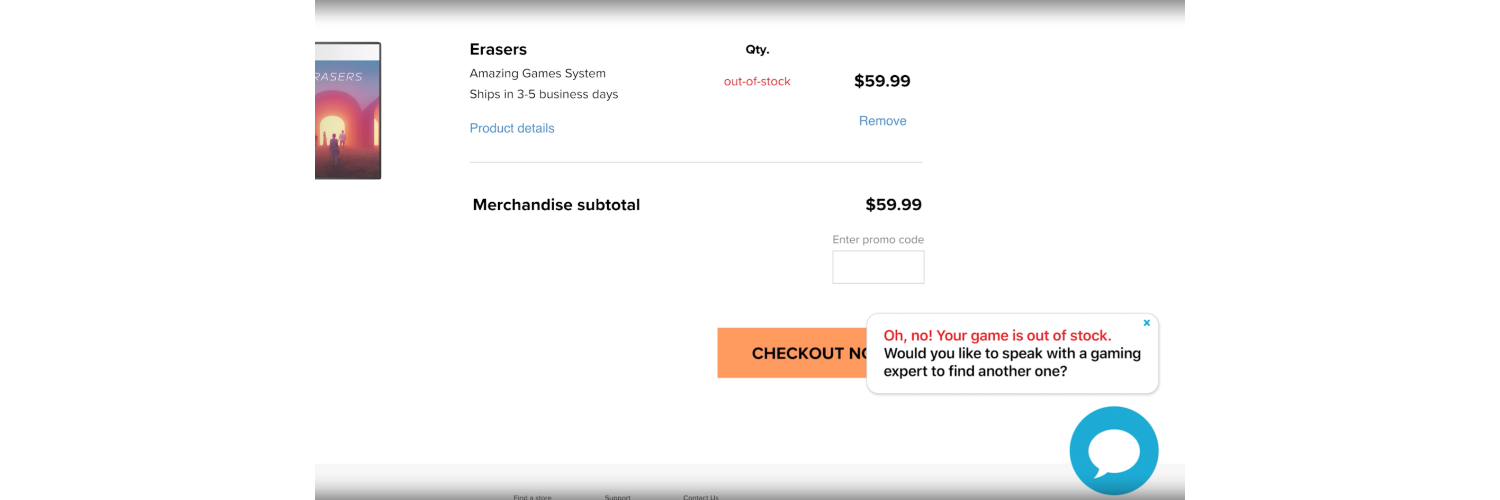 RASERS
Erasers
Qty.
Amazing Games System
out-of-stock
$59.99
Ships in 3-5 business days
Product details
Remove
Merchandise subtotal
$59.99
Enter promo code
CHECKOUT NO
Oh, no! Your game is out of stock.
Would you like to speak with a gaming
expert to find another one?
Find a store
Support
Contact Us